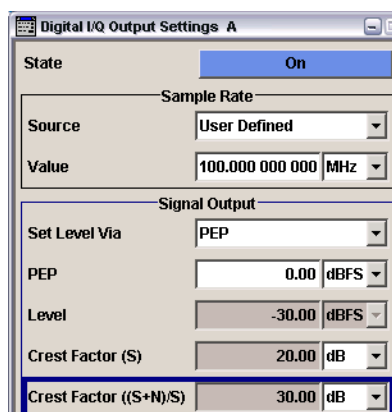 Digital I/Q Output Settings A
State On
Sample Rate
Source User Defined
Value 100.000 000 000 MHz
Signal Output
Set Level Via PEP
PEP 0.00 dBFS
Level -30.00 dBFS
Crest Factor (S) 20.00 dB
Crest Factor ((S+N)/S) 30.00 dB